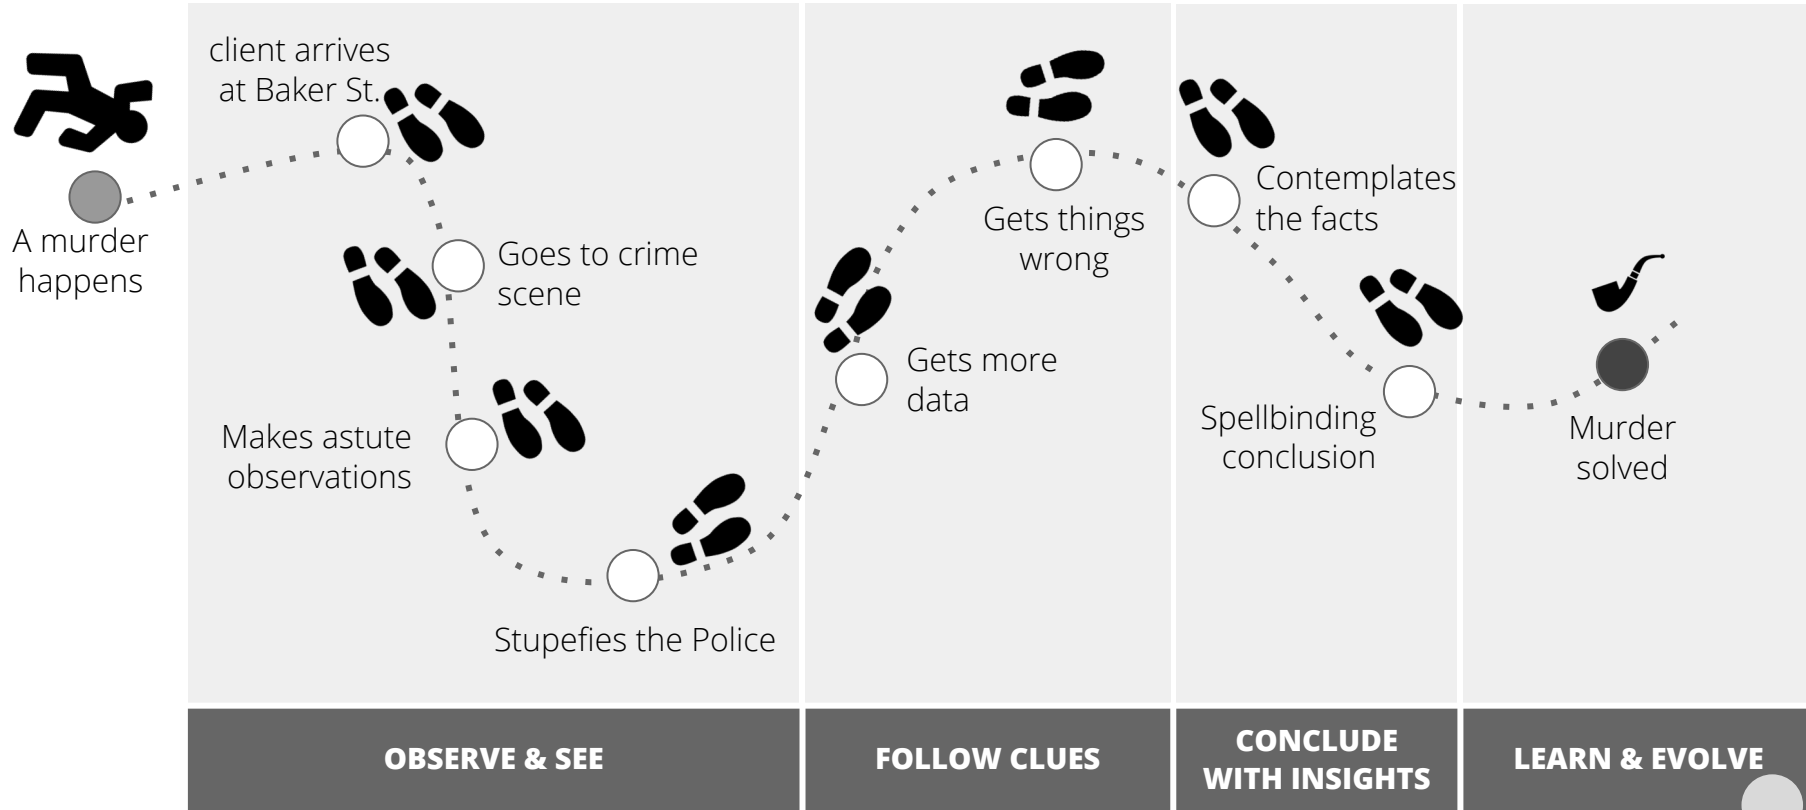 A murder
happens
client arrives
at Baker St.
Goes to crime
scene
Makes astute
observations
Stupefies the Police
Gets more
data
Gets things
wrong
Contemplates
the facts
Spellbinding
conclusion
Murder
solved
OBSERVE & SEE
FOLLOW CLUES
CONCLUDE
WITH INSIGHTS
LEARN & EVOLVE